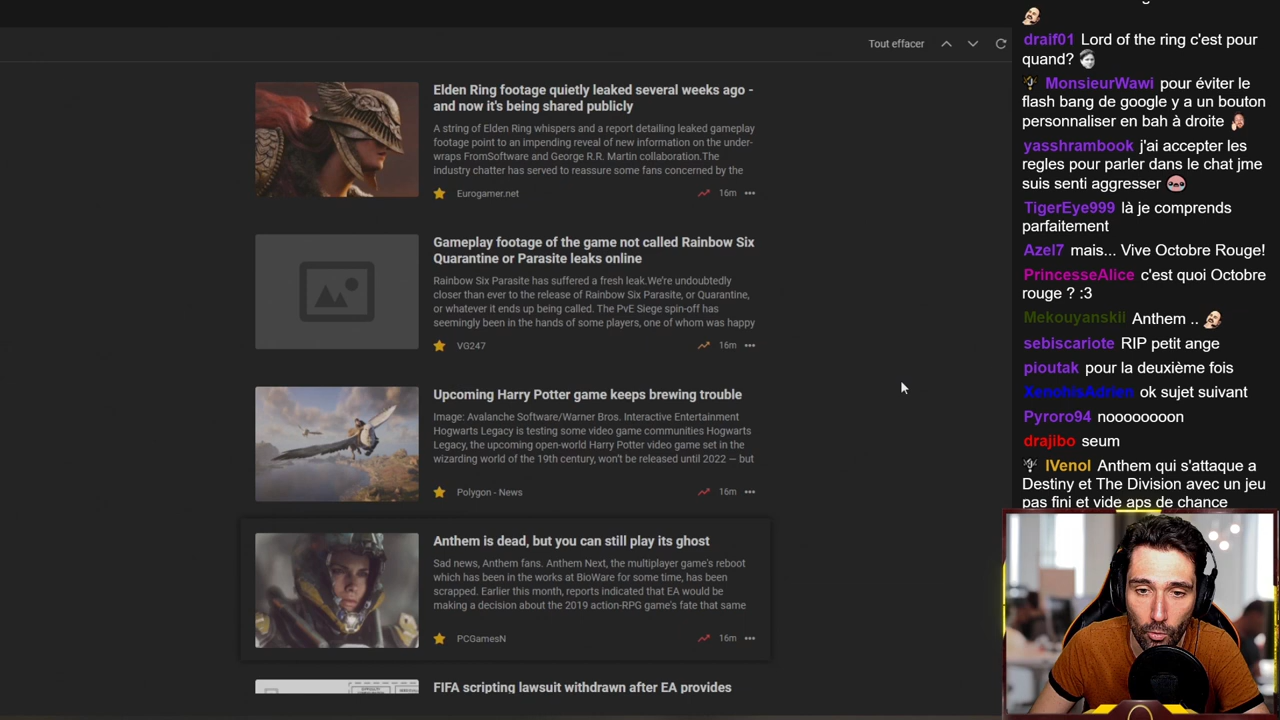 Tout effacer
Elden Ring footage quietly leaked several weeks ago -
and now it's being shared publicly
A string of Elden Ring whispers and a report detailing leaked gameplay
footage point to an impending reveal of new information on the under-
wraps FromSoftware and George R.R. Martin collaboration.The
industry chatter has served to reassure some fans concerned by the
Eurogamer.net
16m
Gameplay footage of the game not called Rainbow Six
Quarantine or Parasite leaks online
Rainbow Six Parasite has suffered a fresh leak.We're undoubtedly
closer than ever to the release of Rainbow Six Parasite, or Quarantine,
or whatever it ends up being called. The PvE Siege spin-off has
seemingly been in the hands of some players, one of whom was happy
VG247
16m
Upcoming Harry Potter game keeps brewing trouble
Image: Avalanche Software/Warner Bros. Interactive Entertainment
Hogwarts Legacy is testing some video game communities Hogwarts
Legacy, the upcoming open-world Harry Potter video game set in the
wizarding world of the 19th century, won't be released until 2022 — but
Polygon - News
16m
Anthem is dead, but you can still play its ghost
Sad news, Anthem fans. Anthem Next, the multiplayer game's reboot
which has been in the works at BioWare for some time, has been
scrapped. Earlier this month, reports indicated that EA would be
making a decision about the 2019 action-RPG game's fate that same
PCGamesN
16m
FIFA scripting lawsuit withdrawn after EA provides
draif01 Lord of the ring c'est pour
quand?
MonsieurWawi pour éviter le
flash bang de google y a un bouton
personnaliser en bah à droite
yasshrambook j'ai accepter les
regles pour parler dans le chat jme
suis senti aggresser
TigerEye999 là je comprends
parfaitement
Azel7 mais... Vive Octobre Rouge!
PrincesseAlice c'est quoi Octobre
rouge ? :3
Mekouyanskii Anthem ..
sebiscariote RIP petit ange
pioutak pour la deuxième fois
XenohisAdrien ok sujet suivant
Pyroro94 nooooooooon
drajibo seum
IVenol Anthem qui s'attaque a
Destiny et The Division avec un jeu
pas fini et vide aps de chance